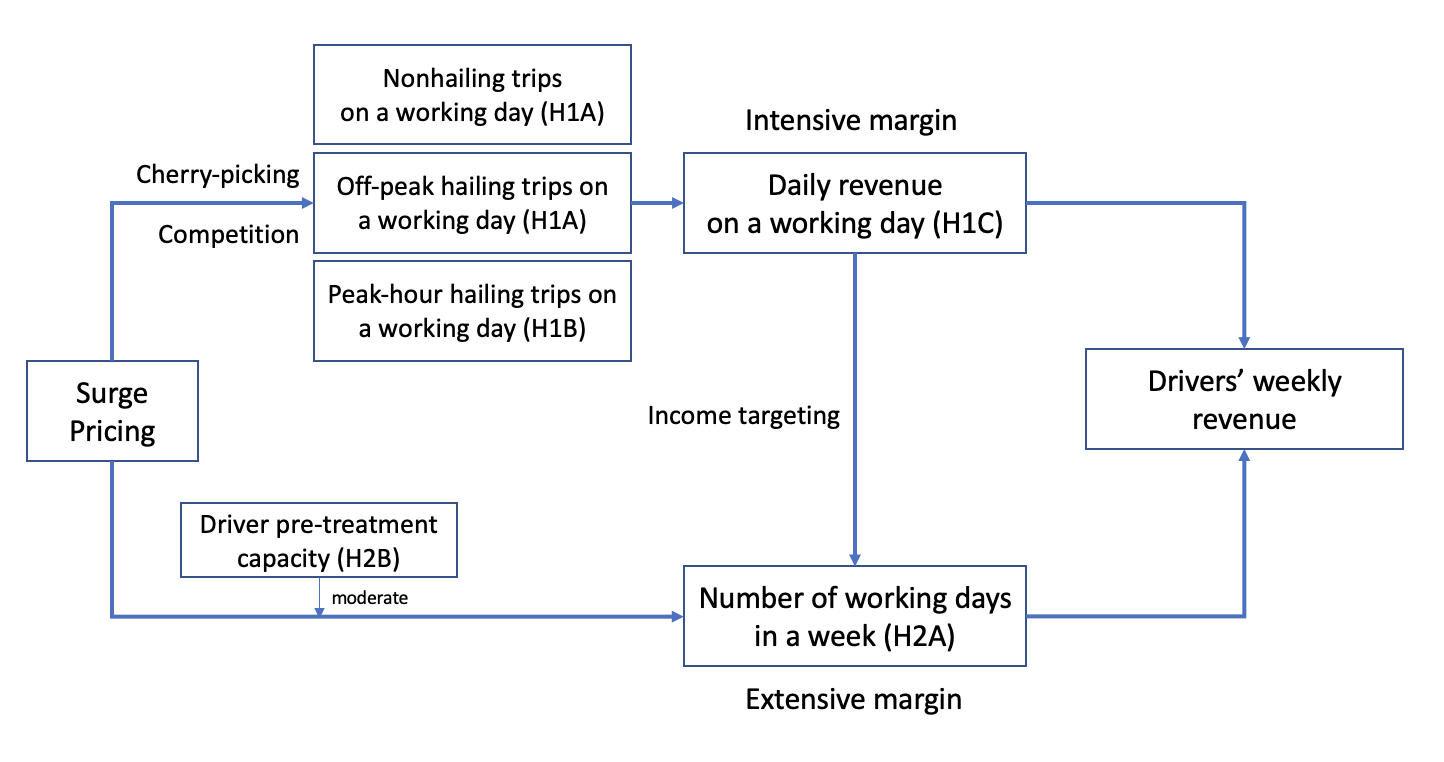 Nonhailing trips
on a working day (H1A)
Intensive margin
Cherry-picking
Competition
Off-peak hailing trips on
a working day (H1A)
Daily revenue
on a working day (H1C)
Peak-hour hailing trips on
a working day (H1B)
Surge
Pricing
Income targeting
Drivers’ weekly
revenue
Driver pre-treatment
capacity (H2B)
moderate
Number of working days
in a week (H2A)
Extensive margin